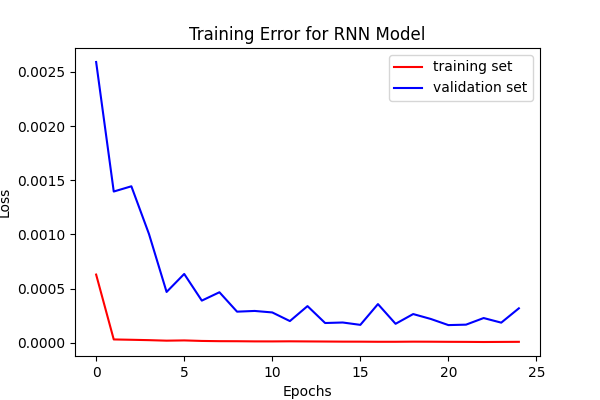 Training Error for RNN Model
training set
validation set
0.0025
0.0020
0.0015
0.0010
0.0005
0.0000
Loss
0
5
10
15
20
25
Epochs